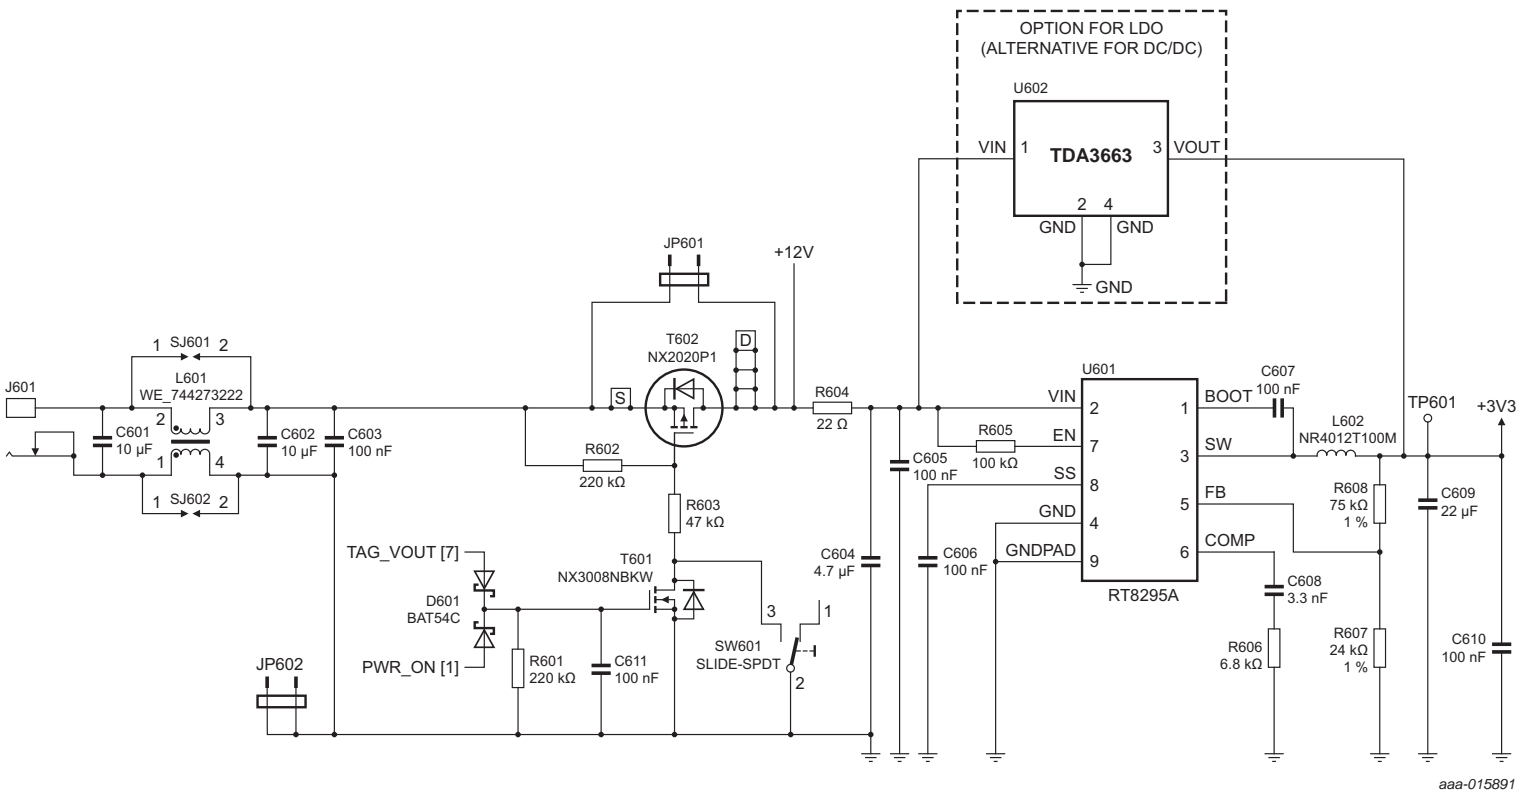 OPTION FOR LDO
(ALTERNATIVE FOR DC/DC)
U602
VIN
1
TDA3663
3
VOUT
2
4
GND
GND
GND
JP601
+12V
T602
NX2020P1
S
D
SJ601
1
2
L601
WE_744273222
J601
2
3
1
4
C601
10 μF
C602
10 μF
C603
100 nF
SJ602
1
2
R602
220 kΩ
R603
47 kΩ
R604
22 Ω
U601
VIN
2
EN
7
SS
8
GND
4
GNDPAD
9
1
BOOT
3
SW
5
FB
6
COMP
RT8295A
C607
100 nF
L602
NR4012T100M
TP601
+3V3
R605
100 kΩ
C605
100 nF
R608
75 kΩ
1 %
C609
22 μF
TAG_VOUT [7]
T601
NX3008NBKW
C604
4.7 μF
C606
100 nF
C608
3.3 nF
D601
BAT54C
3
1
SW601
SLIDE-SPDT
2
PWR_ON [1]
R601
220 kΩ
C611
100 nF
R606
6.8 kΩ
R607
24 kΩ
1 %
C610
100 nF
JP602
aaa-015891